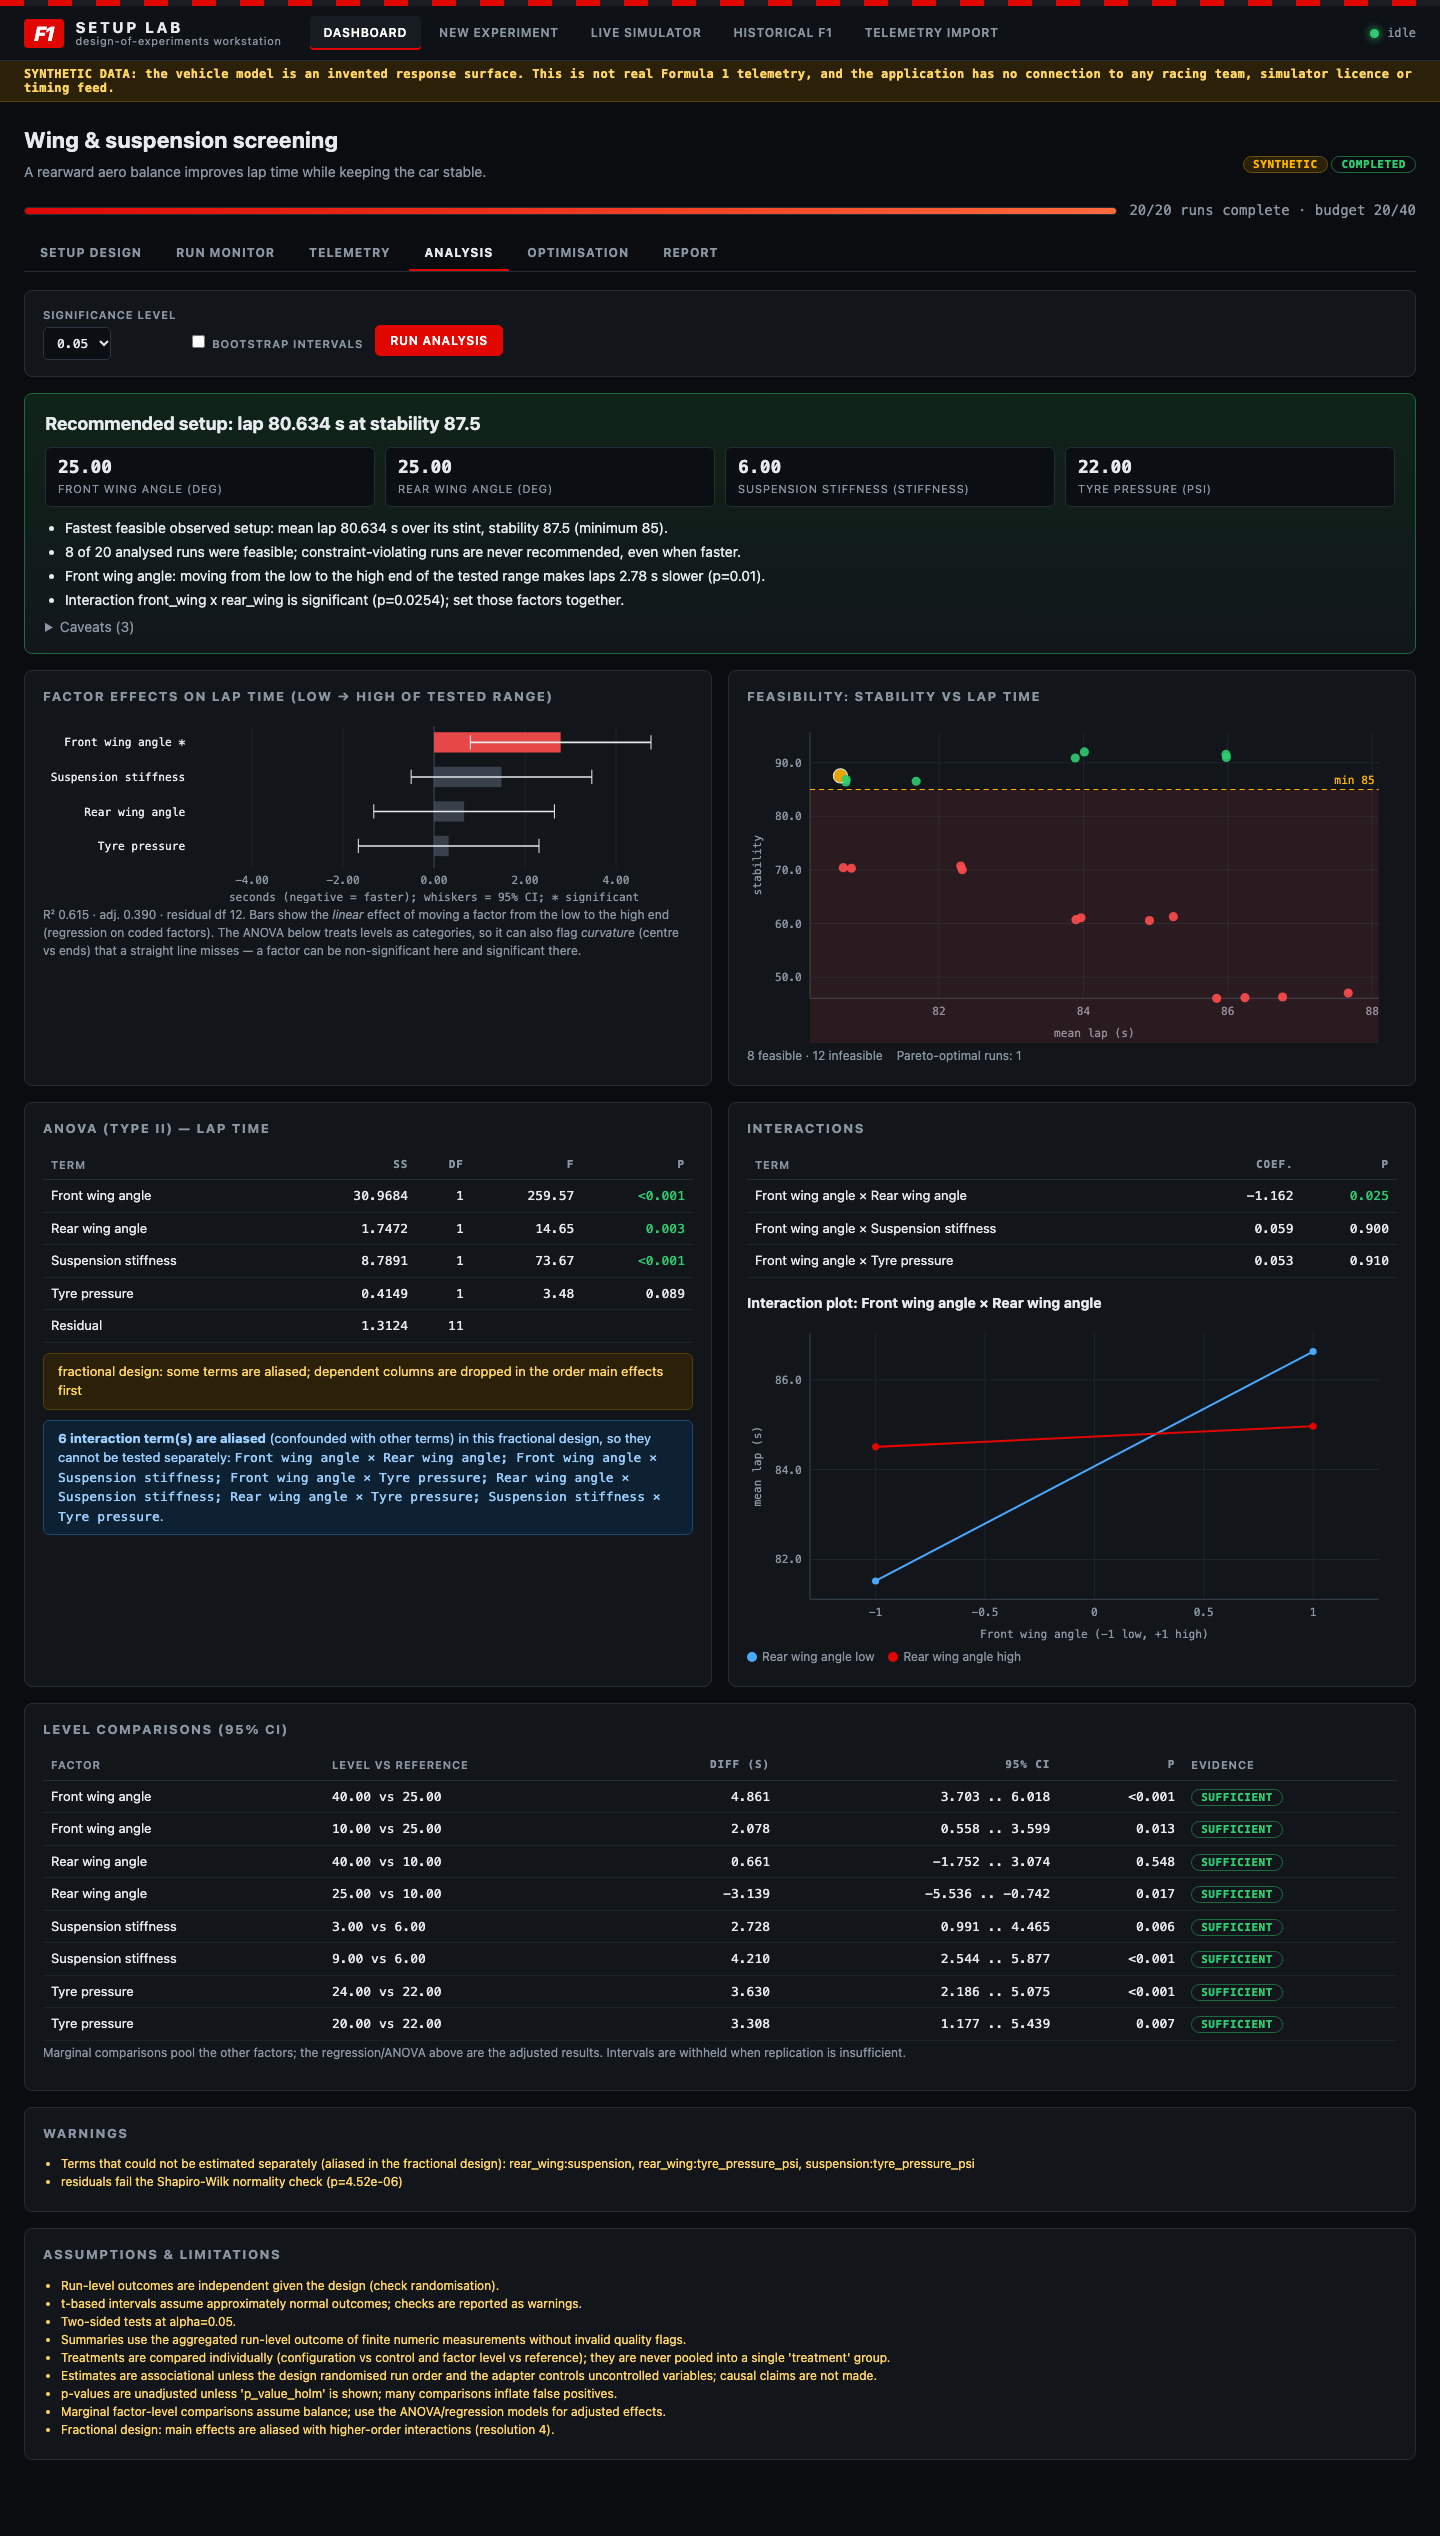 F1
SETUP LAB
design-of-experiments workstation
DASHBOARD
NEW EXPERIMENT
LIVE SIMULATOR
HISTORICAL F1
TELEMETRY IMPORT
idle
SYNTHETIC DATA: the vehicle model is an invented response surface. This is not real Formula 1 telemetry, and the application has no connection to any racing team, simulator licence or
timing feed.
Wing & suspension screening
A rearward aero balance improves lap time while keeping the car stable.
SYNTHETIC
COMPLETED
20/20 runs complete · budget 20/40
SETUP DESIGN
RUN MONITOR
TELEMETRY
ANALYSIS
OPTIMISATION
REPORT
SIGNIFICANCE LEVEL
0.05
BOOTSTRAP INTERVALS
RUN ANALYSIS
Recommended setup: lap 80.634 s at stability 87.5
25.00
FRONT WING ANGLE (DEG)
25.00
REAR WING ANGLE (DEG)
6.00
SUSPENSION STIFFNESS (STIFFNESS)
22.00
TYRE PRESSURE (PSI)
• Fastest feasible observed setup: mean lap 80.634 s over its stint, stability 87.5 (minimum 85).
• 8 of 20 analysed runs were feasible; constraint-violating runs are never recommended, even when faster.
• Front wing angle: moving from the low to the high end of the tested range makes laps 2.78 s slower (p=0.01).
• Interaction front_wing x rear_wing is significant (p=0.0254); set those factors together.
▶ Caveats (3)
FACTOR EFFECTS ON LAP TIME (LOW → HIGH OF TESTED RANGE)
Front wing angle *
Suspension stiffness
Rear wing angle
Tyre pressure
−4.00 −2.00 0.00 2.00 4.00
seconds (negative = faster); whiskers = 95% CI; * significant
R² 0.615 · adj. 0.390 · residual df 12. Bars show the linear effect of moving a factor from the low to the high end
(regression on coded factors). The ANOVA below treats levels as categories, so it can also flag curvature (centre
vs ends) that a straight line misses — a factor can be non-significant here and significant there.
FEASIBILITY: STABILITY VS LAP TIME
90.0
80.0
70.0
60.0
50.0
stability
min 85
82 84 86 88
mean lap (s)
8 feasible · 12 infeasible Pareto-optimal runs: 1
ANOVA (TYPE II) — LAP TIME
TERM SS DF F P
Front wing angle 30.9684 1 259.57 <0.001
Rear wing angle 1.7472 1 14.65 0.003
Suspension stiffness 8.7891 1 73.67 <0.001
Tyre pressure 0.4149 1 3.48 0.089
Residual 1.3124 11
fractional design: some terms are aliased; dependent columns are dropped in the order main effects
first
6 interaction term(s) are aliased (confounded with other terms) in this fractional design, so they
cannot be tested separately: Front wing angle × Rear wing angle; Front wing angle ×
Suspension stiffness; Front wing angle × Tyre pressure; Rear wing angle ×
Suspension stiffness; Rear wing angle × Tyre pressure; Suspension stiffness ×
Tyre pressure.
INTERACTIONS
TERM COEF. P
Front wing angle × Rear wing angle −1.162 0.025
Front wing angle × Suspension stiffness 0.059 0.900
Front wing angle × Tyre pressure 0.053 0.910
Interaction plot: Front wing angle × Rear wing angle
86.0
84.0
82.0
mean lap (s)
−1 −0.5 0 0.5 1
Front wing angle (−1 low, +1 high)
Rear wing angle low
Rear wing angle high
LEVEL COMPARISONS (95% CI)
FACTOR LEVEL VS REFERENCE DIFF (S) 95% CI P EVIDENCE
Front wing angle 40.00 vs 25.00 4.861 3.703 .. 6.018 <0.001 SUFFICIENT
Front wing angle 10.00 vs 25.00 2.078 0.558 .. 3.599 0.013 SUFFICIENT
Rear wing angle 40.00 vs 10.00 0.661 −1.752 .. 3.074 0.548 SUFFICIENT
Rear wing angle 25.00 vs 10.00 −3.139 −5.536 .. −0.742 0.017 SUFFICIENT
Suspension stiffness 3.00 vs 6.00 2.728 0.991 .. 4.465 0.006 SUFFICIENT
Suspension stiffness 9.00 vs 6.00 4.210 2.544 .. 5.877 <0.001 SUFFICIENT
Tyre pressure 24.00 vs 22.00 3.630 2.186 .. 5.075 <0.001 SUFFICIENT
Tyre pressure 20.00 vs 22.00 3.308 1.177 .. 5.439 0.007 SUFFICIENT
Marginal comparisons pool the other factors; the regression/ANOVA above are the adjusted results. Intervals are withheld when replication is insufficient.
WARNINGS
• Terms that could not be estimated separately (aliased in the fractional design): rear_wing:suspension, rear_wing:tyre_pressure_psi, suspension:tyre_pressure_psi
• residuals fail the Shapiro-Wilk normality check (p=4.52e-06)
ASSUMPTIONS & LIMITATIONS
• Run-level outcomes are independent given the design (check randomisation).
• t-based intervals assume approximately normal outcomes; checks are reported as warnings.
• Two-sided tests at alpha=0.05.
• Summaries use the aggregated run-level outcome of finite numeric measurements without invalid quality flags.
• Treatments are compared individually (configuration vs control and factor level vs reference); they are never pooled into a single 'treatment' group.
• Estimates are associational unless the design randomised run order and the adapter controls uncontrolled variables; causal claims are not made.
• p-values are unadjusted unless 'p_value_holm' is shown; many comparisons inflate false positives.
• Marginal factor-level comparisons assume balance; use the ANOVA/regression models for adjusted effects.
• Fractional design: main effects are aliased with higher-order interactions (resolution 4).